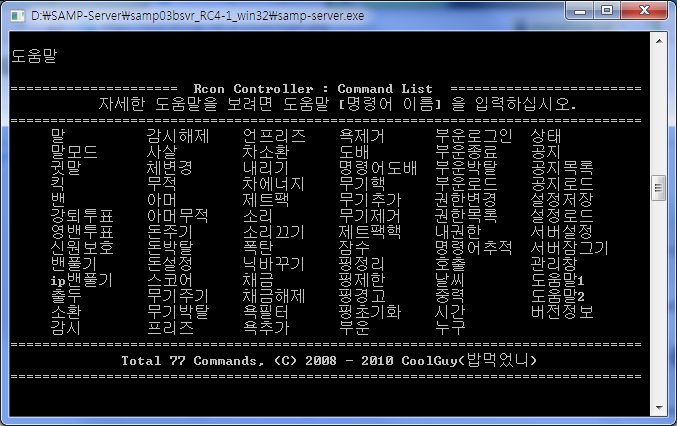 D:\SAMP-Server\samp03bsvr_RC4-1_win32\samp-server.exe
도움말
==================== Rcon Controller : Command List ====================
자세한 도움말을 보려면 도움말 [명령어 이름] 을 입력하십시오.
말 감시해제 언프리즈 욕제거 부운로그인 상태
말모드 사살 차소환 도배 부운종료 공지
귓말 체변경 내리기 명령어도배 부운박탈 공지목록
킥 무적 차에너지 무기핵 부운로드 공지로드
밴 아머 제트팩 무기추가 권한변경 설정저장
강퇴투표 아머무적 소리 무기제거 권한목록 설정로드
영밴투표 돈주기 소리끄기 제트팩핵 내권한 서버설정
신원보호 돈박탈 폭탄 잠수 명령어추적 서버잠그기
밴풀기 돈설정 닉바꾸기 핑정리 호출 관리창
ip밴풀기 스코어 채금 핑제한 날씨 도움말1
출두 무기주기 채금해제 핑경고 중력 도움말2
소환 무기박탈 욕필터 핑초기화 시간 버전정보
감시 프리즈 욕추가 부운 누구
Total 77 Commands, (C) 2008 - 2010 CoolGuy(밥먹었니)